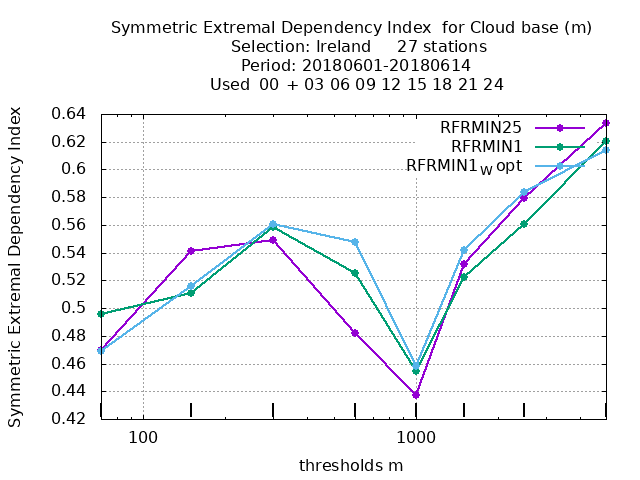 Symmetric Extremal Dependency Index  for Cloud base (m)
Selection: Ireland     27 stations
Period: 20180601-20180614
Used  00 + 03 06 09 12 15 18 21 24
Symmetric Extremal Dependency Index
0.64
0.62
0.6
0.58
0.56
0.54
0.52
0.5
0.48
0.46
0.44
0.42
RFRMIN25
RFRMIN1
RFRMIN1W opt
100
1000
thresholds m